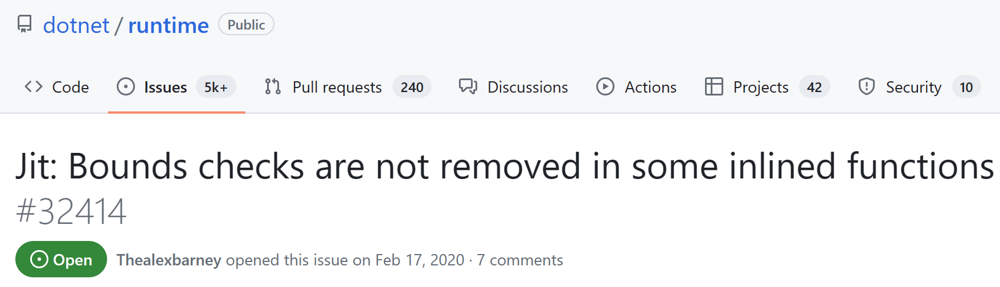 dotnet / runtime Public
Code Issues 5k+ Pull requests 240 Discussions Actions Projects 42 Security 10
Jit: Bounds checks are not removed in some inlined functions
#32414
Open Thealexbarney opened this issue on Feb 17, 2020 · 7 comments